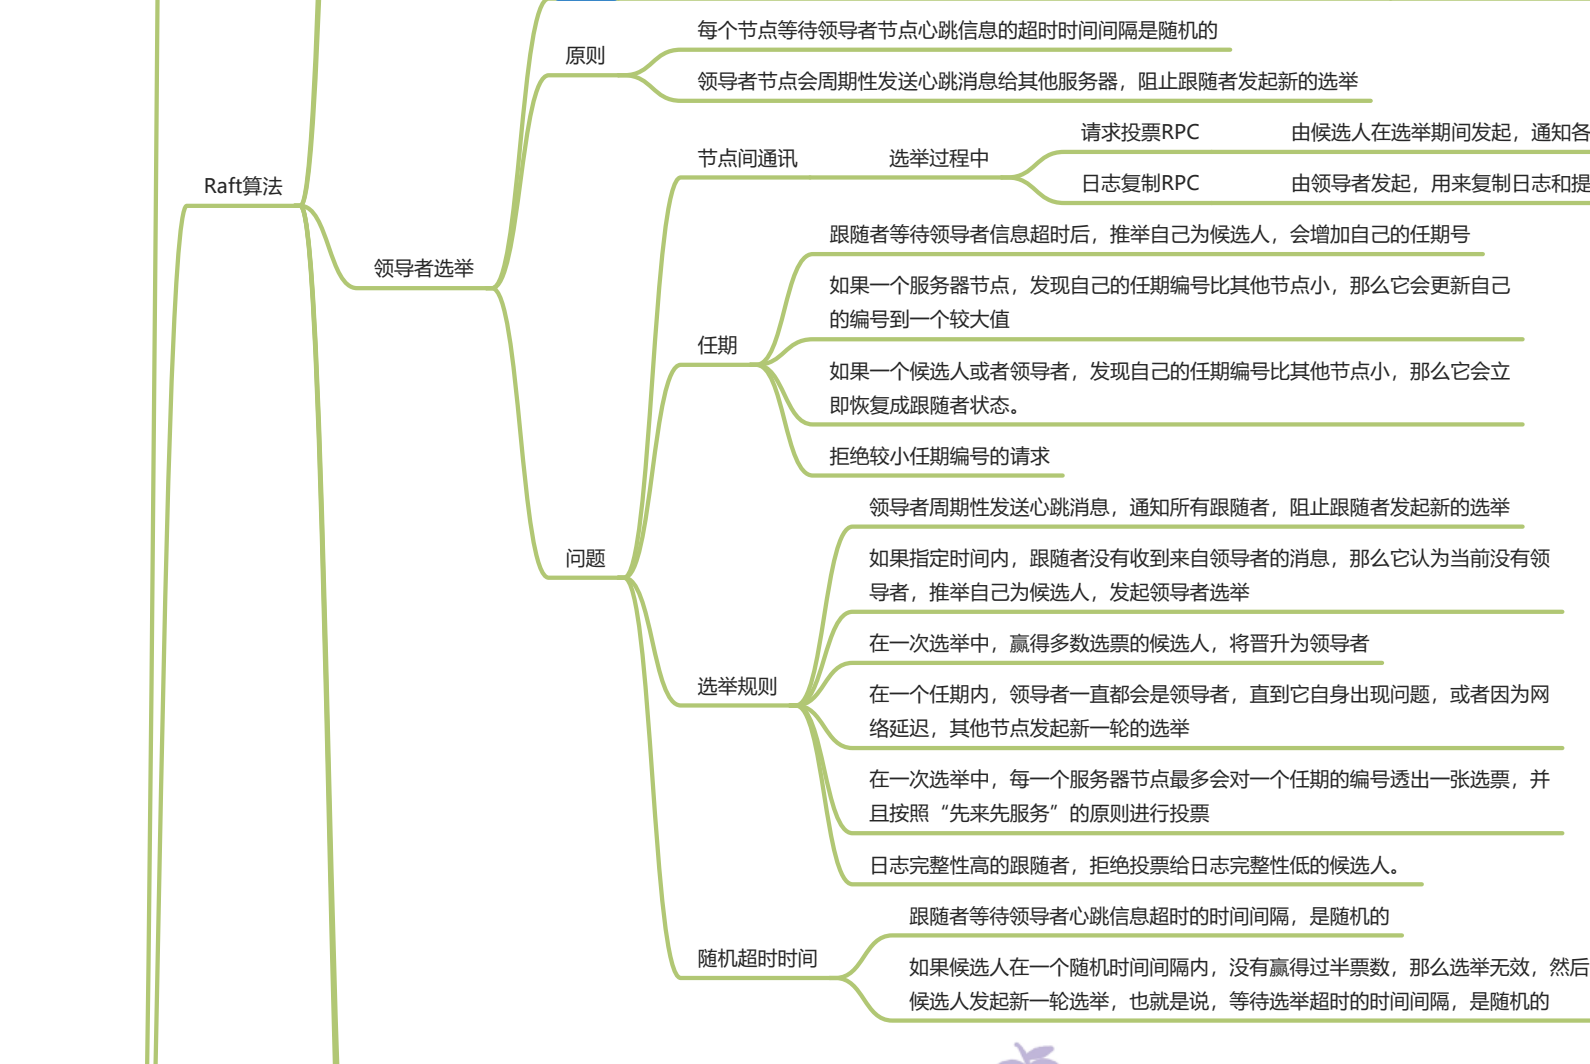 每个节点等待领导者节点心跳信息的超时时间间隔是随机的
原则
领导者节点会周期性发送心跳消息给其他服务器，阻止跟随者发起新的选举
请求投票RPC
由候选人在选举期间发起，通知各
节点间通讯
选举过程中
日志复制RPC
由领导者发起，用来复制日志和提
Raft算法
领导者选举
跟随者等待领导者信息超时后，推举自己为候选人，会增加自己的任期号
如果一个服务器节点，发现自己的任期编号比其他节点小，那么它会更新自己
的编号到一个较大值
任期
如果一个候选人或者领导者，发现自己的任期编号比其他节点小，那么它会立
即恢复成跟随者状态。
拒绝较小任期编号的请求
问题
领导者周期性发送心跳消息，通知所有跟随者，阻止跟随者发起新的选举
如果指定时间内，跟随者没有收到来自领导者的消息，那么它认为当前没有领
导者，推举自己为候选人，发起领导者选举
在一次选举中，赢得多数选票的候选人，将晋升为领导者
选举规则
在一个任期内，领导者一直都会是领导者，直到它自身出现问题，或者因为网
络延迟，其他节点发起新一轮的选举
在一次选举中，每一个服务器节点最多会对一个任期的编号透出一张选票，并
且按照“先来先服务”的原则进行投票
日志完整性高的跟随者，拒绝投票给日志完整性低的候选人。
跟随者等待领导者心跳信息超时的时间间隔，是随机的
随机超时时间
如果候选人在一个随机时间间隔内，没有赢得过半票数，那么选举无效，然后
候选人发起新一轮选举，也就是说，等待选举超时的时间间隔，是随机的